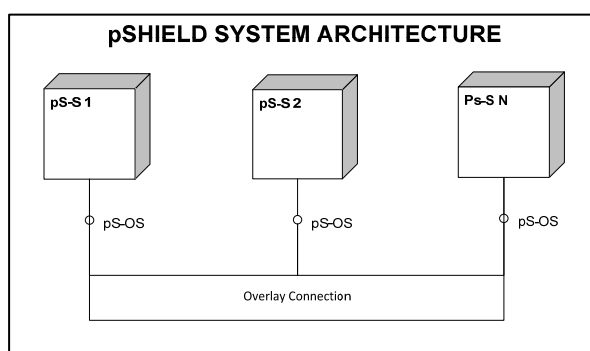 pSHIELD SYSTEM ARCHITECTURE
pS-S 1
pS-S 2
Ps-S N
pS-OS
pS-OS
pS-OS
Overlay Connection